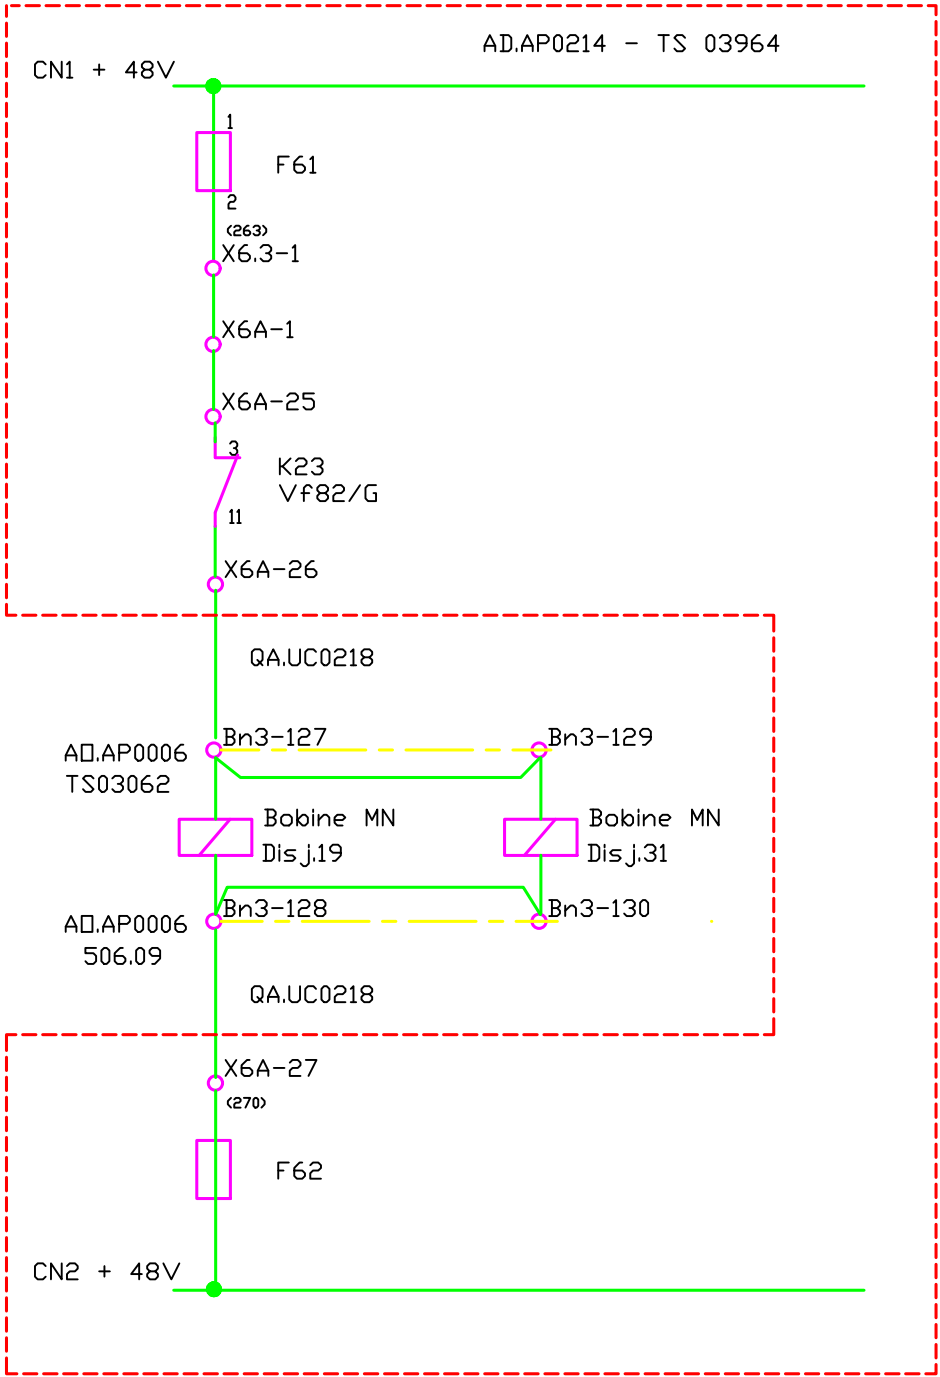 AD.AP0214 - TS 03964
CN1 + 48V
1
F61
2
(263)
X6.3-1
X6A-1
X6A-25
3
K23
Vf82/G
11
X6A-26
QA.UC0218
Bn3-127
Bn3-129
AD.AP0006
TS03062
Bobine MN
Disj.19
Bobine MN
Disj.31
Bn3-128
Bn3-130
AD.AP0006
506.09
QA.UC0218
X6A-27
(270)
F62
CN2 + 48V